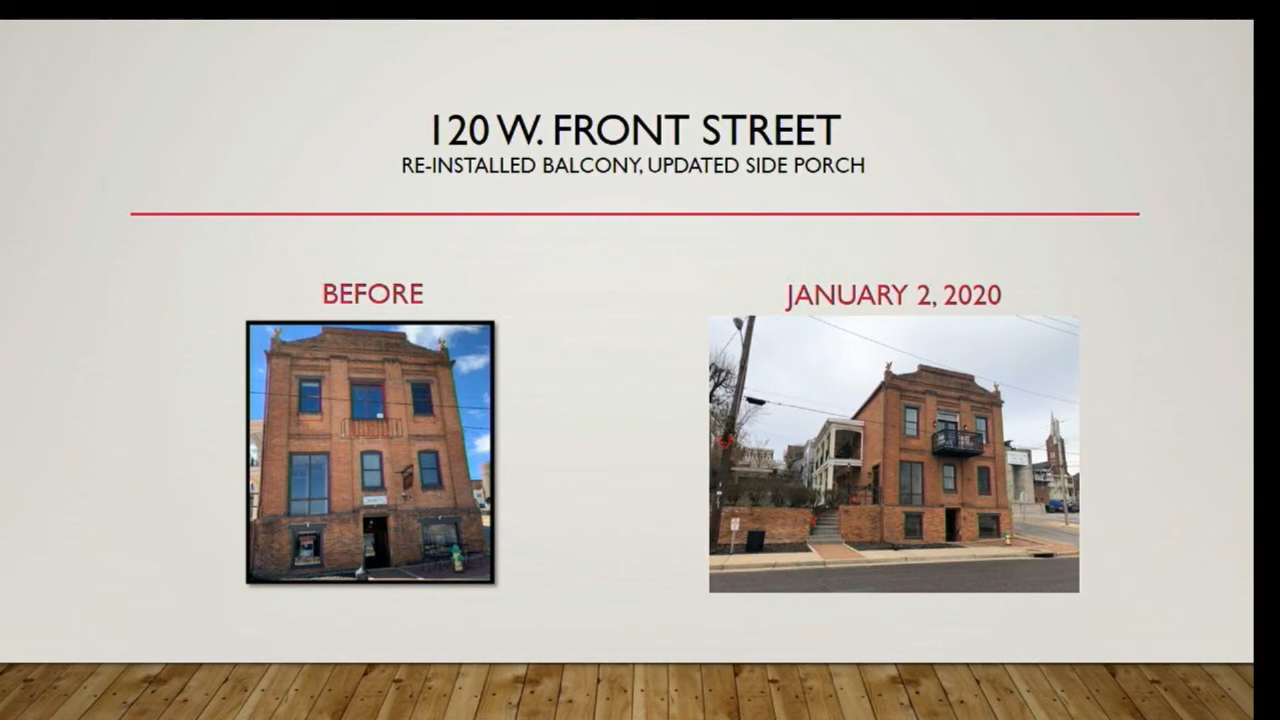 120 W. FRONT STREET
RE-INSTALLED BALCONY, UPDATED SIDE PORCH
BEFORE
JANUARY 2, 2020